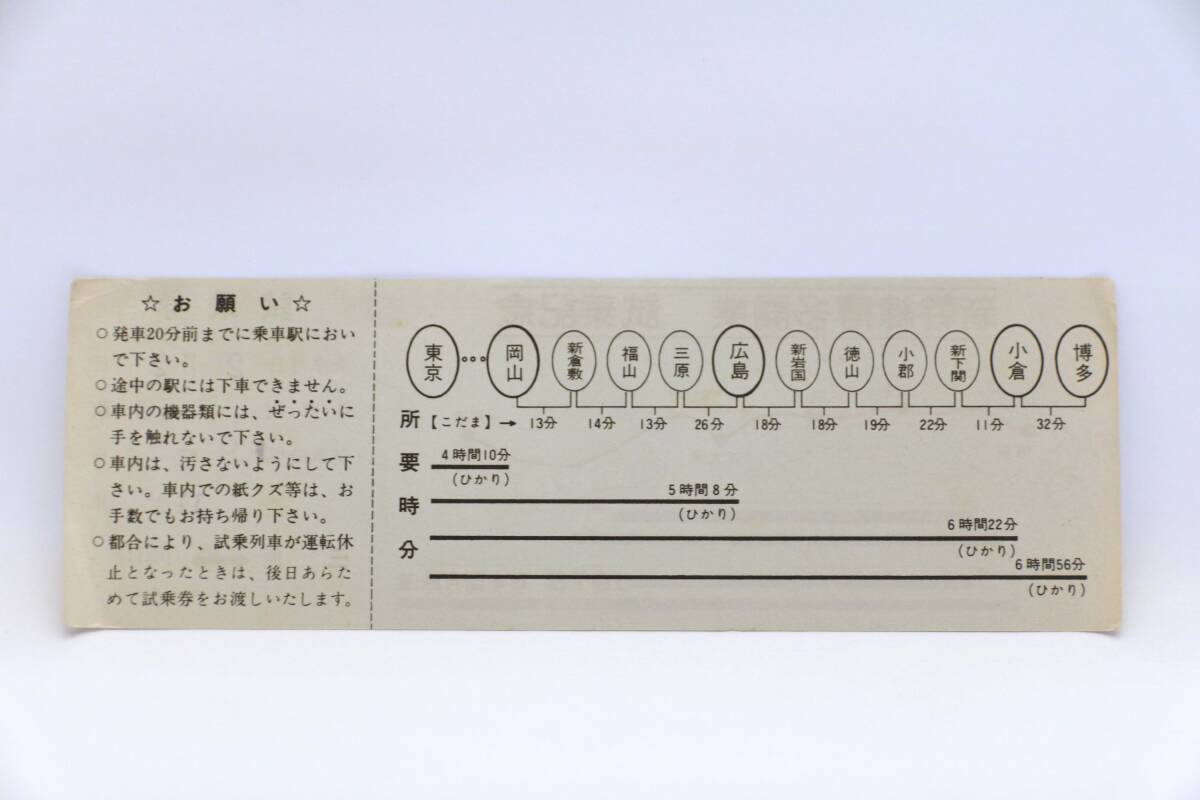 ☆お願い☆
○発車20分前までに乗車駅におい
で下さい。
○途中の駅には下車できません。
○車内の機器類には、ぜったいに
手を触れないで下さい。
○車内は、汚さないようにして下
さい。車内での紙クズ等は、お
手数でもお持ち帰り下さい。
○都合により、試乗列車が運転休
止となったときは、後日あらた
めて試乗券をお渡しいたします。
新幹線博多開業 試乗記念
東京 ○○○ 岡山 新倉敷 福山 三原 広島 新岩国 徳山 小郡 新下関 小倉 博多
所要時分
【こだま】→ 13分 14分 13分 26分 18分 18分 19分 22分 11分 32分
4時間10分
(ひかり)
5時間8分
(ひかり)
6時間22分
(ひかり)
6時間56分
(ひかり)